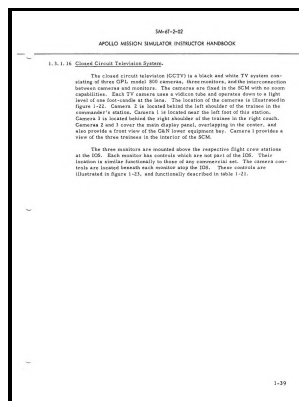 SM-6T-2-02
APOLLO MISSION SIMULATOR INSTRUCTOR HANDBOOK
1.5.1.16 Closed Circuit Television System.
The closed circuit television (CCTV) is a black and white TV system con-
sisting of three GPL model 800 cameras, three monitors, and the interconnection
between cameras and monitors. The cameras are fixed in the SCM with no zoom
capabilities. Each TV camera uses a vidicon tube and operates down to a light
level of one foot-candle at the lens. The location of the cameras is illustrated in
figure 1-22. Camera 2 is located behind the left shoulder of the trainee in the
commander's station. Camera 1 is located near the left foot of this station.
Camera 3 is located behind the right shoulder of the trainee in the right couch.
Cameras 2 and 3 cover the main display panel, overlapping in the center, and
also provide a front view of the G&N lower equipment bay. Camera 1 provides a
view of the three trainees in the interior of the SCM.
The three monitors are mounted above the respective flight crew stations
at the IOS. Each monitor has controls which are not part of the IOS. Their
location is similar functionally to those of any commercial set. The camera con-
trols are located beneath each monitor atop the IOS. These controls are
illustrated in figure 1-23, and functionally described in table 1-21.
1-39